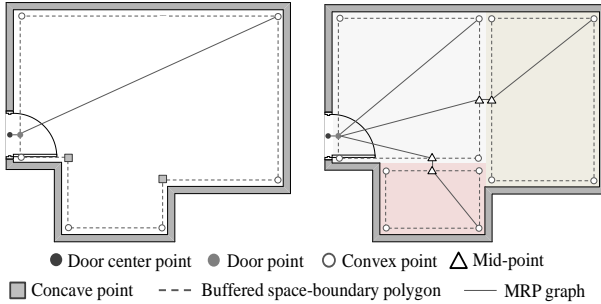 Door center point Door point Convex point Mid-point
Concave point Buffered space-boundary polygon MRP graph